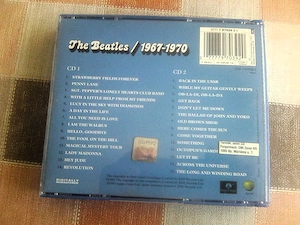 The Beatles / 1967-1970
CD 1
STRAWBERRY FIELDS FOREVER
PENNY LANE
SGT. PEPPER'S LONELY HEARTS CLUB BAND
WITH A LITTLE HELP FROM MY FRIENDS
LUCY IN THE SKY WITH DIAMONDS
A DAY IN THE LIFE
ALL YOU NEED IS LOVE
I AM THE WALRUS
HELLO, GOODBYE
THE FOOL ON THE HILL
MAGICAL MYSTERY TOUR
LADY MADONNA
HEY JUDE
REVOLUTION
CD 2
BACK IN THE USSR
WHILE MY GUITAR GENTLY WEEPS
OB-LA-DI, OB-LA-DA
GET BACK
DON'T LET ME DOWN
THE BALLAD OF JOHN AND YOKO
OLD BROWN SHOE
HERE COMES THE SUN
COME TOGETHER
SOMETHING
OCTOPUS'S GARDEN
LET IT BE
ACROSS THE UNIVERSE
THE LONG AND WINDING ROAD
DIGITALLY